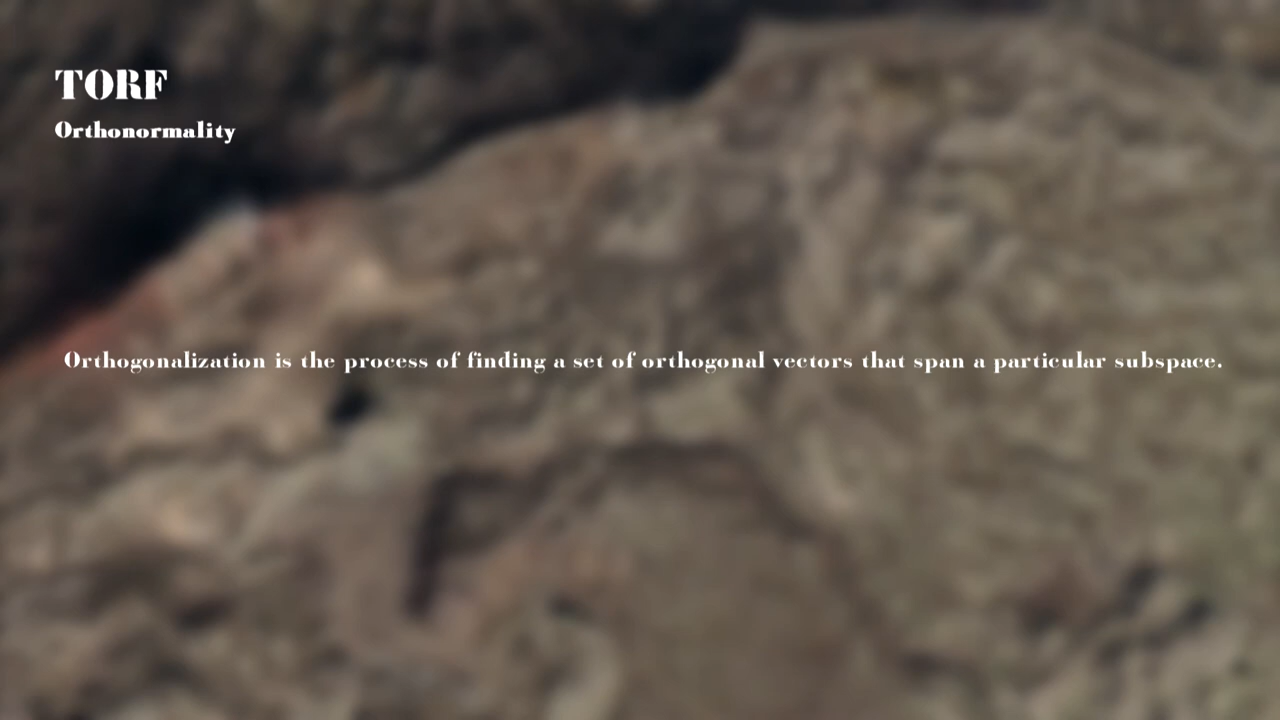 TORF
Orthonormality
Orthogonalization is the process of finding a set of orthogonal vectors that span a particular subspace.